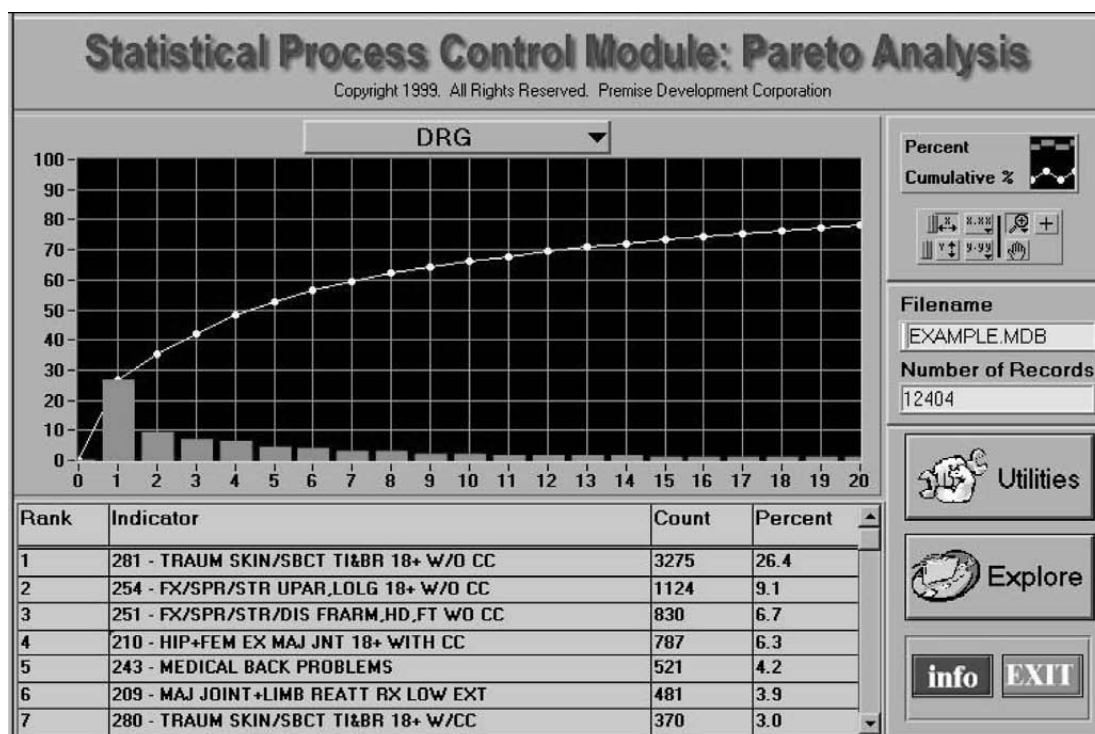 Statistical Process Control Module: Pareto Analysis
Copyright 1999. All Rights Reserved. Premise Development Corporation
DRG
100
90
80
70
60
50
40
30
20
10
0
0 1 2 3 4 5 6 7 8 9 10 11 12 13 14 15 16 17 18 19 20
Rank Indicator Count Percent
1 281 - TRAUM SKIN/SBCT TI&BR 18+ W/O CC 3275 26.4
2 254 - FX/SPR/STR UPAR,LOLG 18+ W/O CC 1124 9.1
3 251 - FX/SPR/STR/DIS FRARM,HD,FT WO CC 830 6.7
4 210 - HIP+FEM EX MAJ JNT 18+ WITH CC 787 6.3
5 243 - MEDICAL BACK PROBLEMS 521 4.2
6 209 - MAJ JOINT+LIMB REATT RX LOW EXT 481 3.9
7 280 - TRAUM SKIN/SBCT TI&BR 18+ W/CC 370 3.0
Percent
Cumulative %
X X.XX
Y Y.YY
Filename
EXAMPLE.MDB
Number of Records
12404
Utilities
Explore
info EXIT